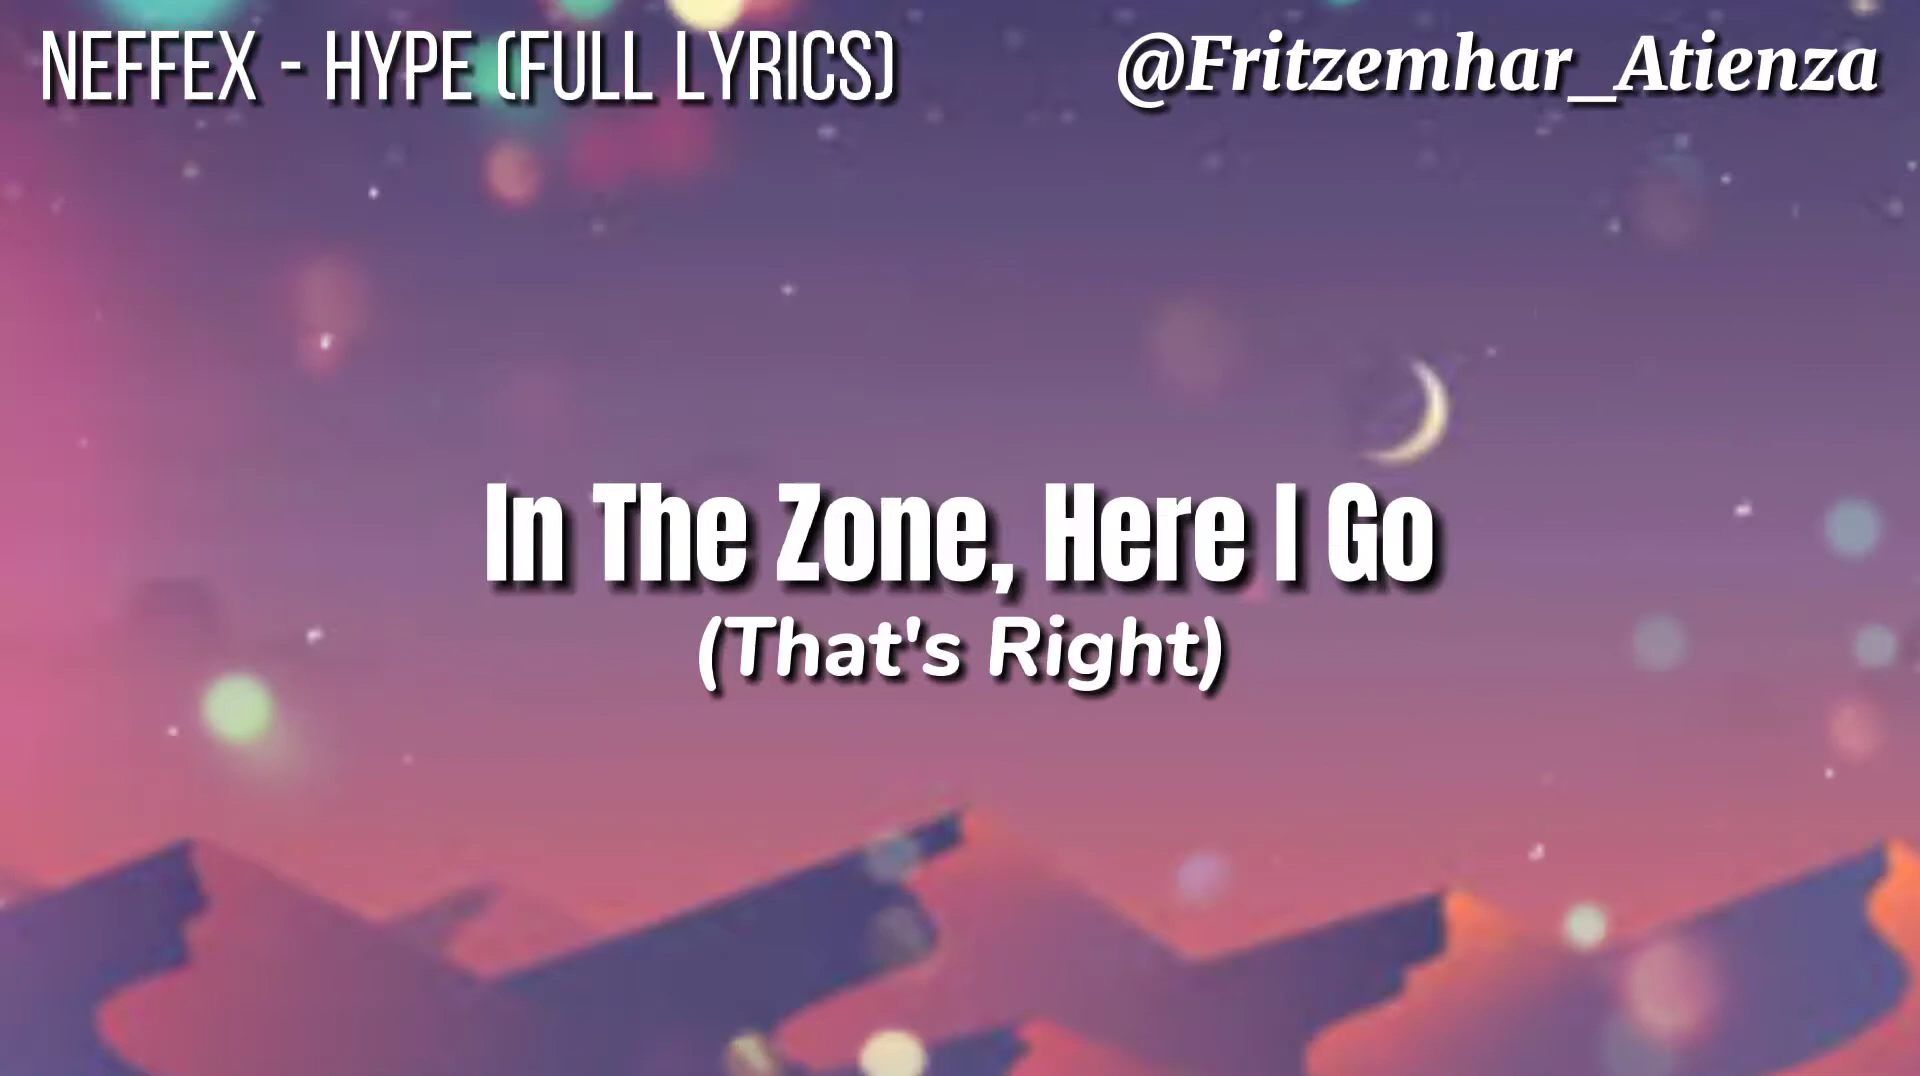 NEFFEX - HYPE (FULL LYRICS)
@Fritzemhar_Atienza
In The Zone, Here I Go
(That's Right)